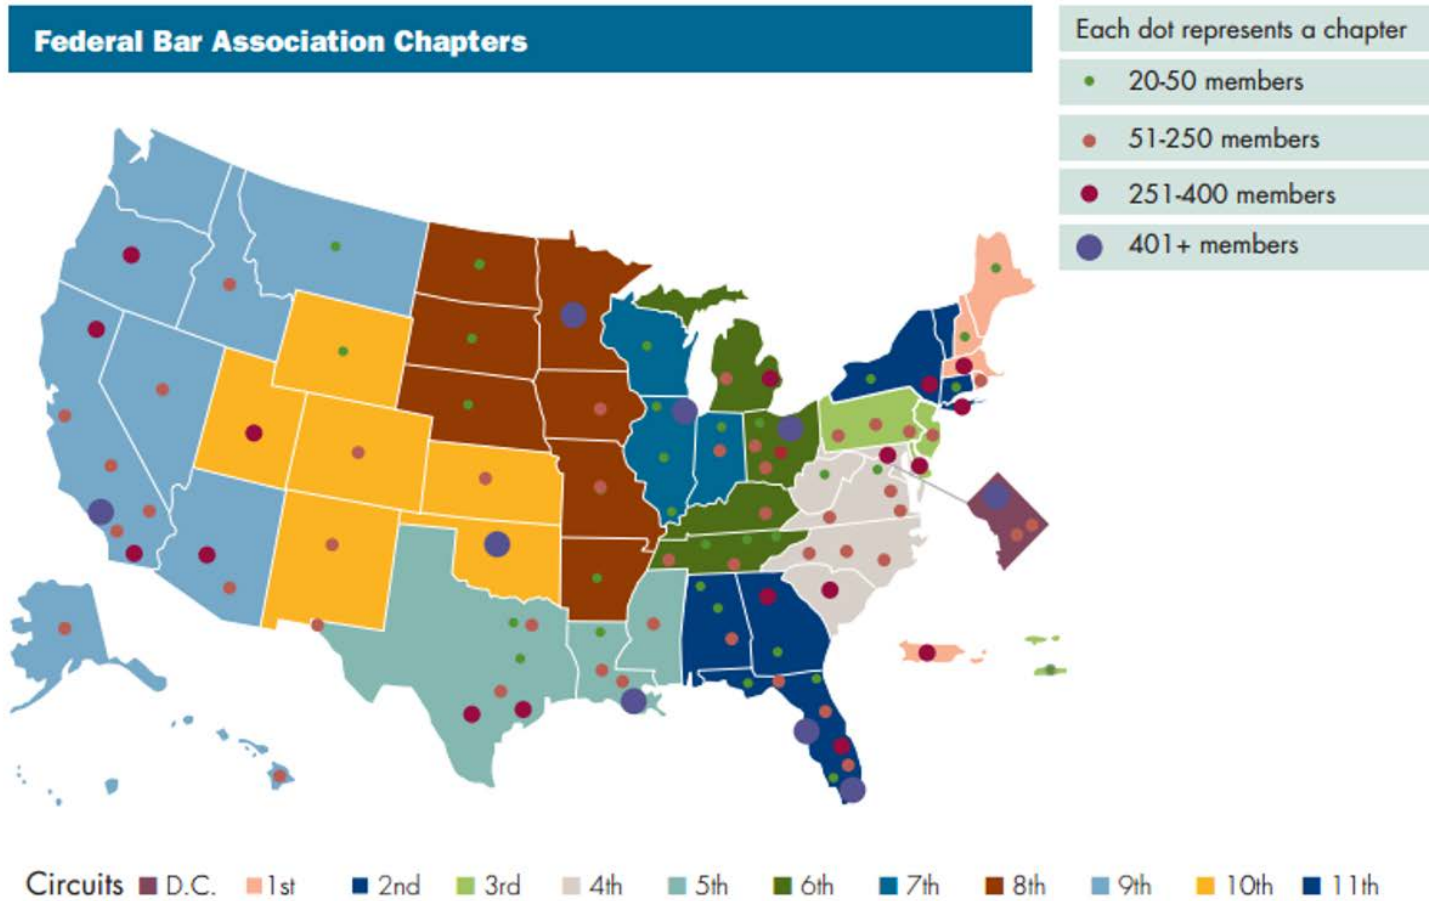 Federal Bar Association Chapters
Each dot represents a chapter
20-50 members
51-250 members
251-400 members
401+ members
Circuits D.C. 1st 2nd 3rd 4th 5th 6th 7th 8th 9th 10th 11th